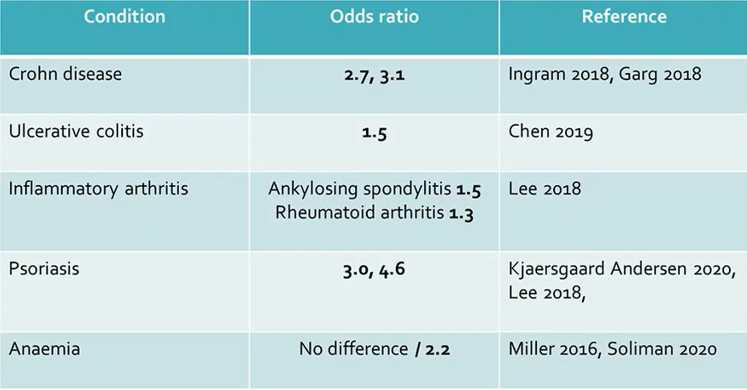 Condition Odds ratio Reference
Crohn disease 2.7, 3.1 Ingram 2018, Garg 2018
Ulcerative colitis 1.5 Chen 2019
Inflammatory arthritis Ankylosing spondylitis 1.5 Lee 2018
Rheumatoid arthritis 1.3
Psoriasis 3.0, 4.6 Kjaersgaard Andersen 2020,
Lee 2018,
Anaemia No difference / 2.2 Miller 2016, Soliman 2020